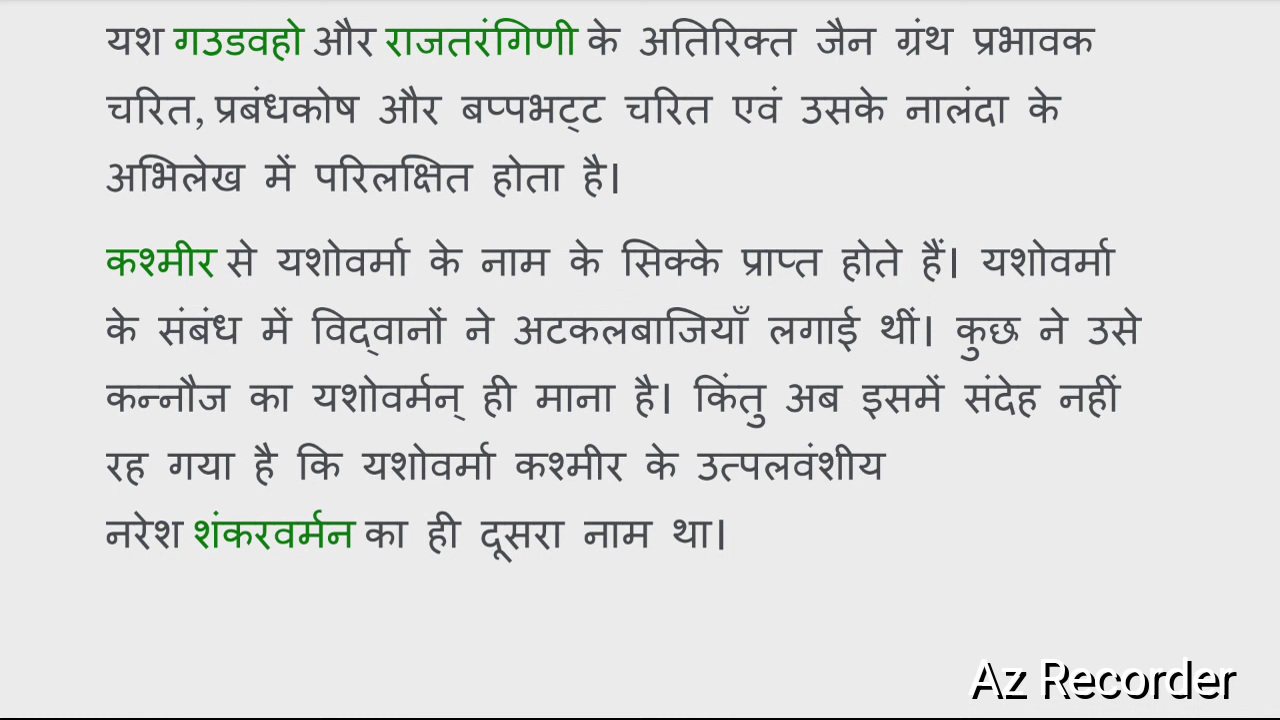 यश गउडवहो और राजतरंगिणी के अतिरिक्त जैन ग्रंथ प्रभावक
चरित, प्रबंधकोष और बप्पभट्ट चरित एवं उसके नालंदा के
अभिलेख में परिलक्षित होता है।
कश्मीर से यशोवर्मा के नाम के सिक्के प्राप्त होते हैं। यशोवर्मा
के संबंध में विद्वानों ने अटकलबाजियाँ लगाई थीं। कुछ ने उसे
कन्नौज का यशोवर्मन् ही माना है। किंतु अब इसमें संदेह नहीं
रह गया है कि यशोवर्मा कश्मीर के उत्पलवंशीय
नरेश शंकरवर्मन का ही दूसरा नाम था।
Az Recorder